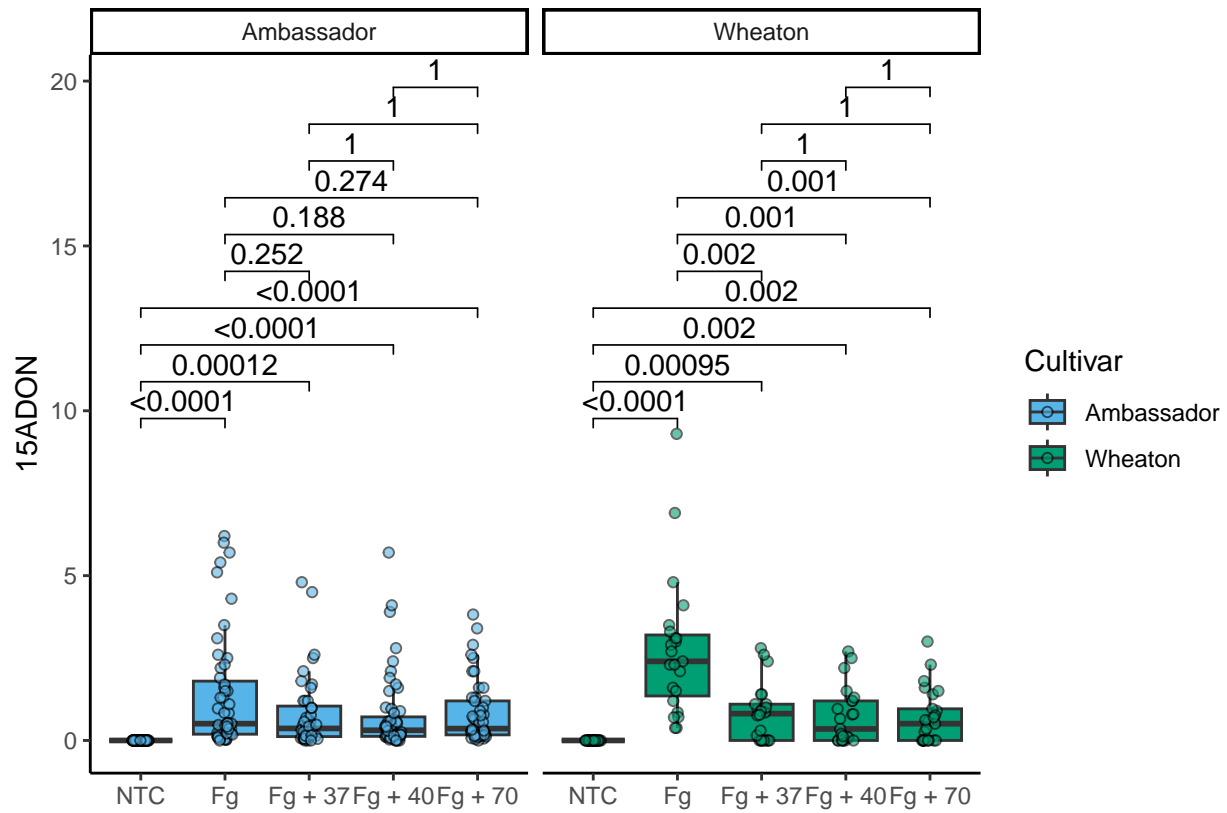 Ambassador Wheaton
20
1 1
1 1
1 1
0.274 0.001
15
0.188 0.001
0.252 0.002
<0.0001 0.002
<0.0001 0.002
0.00012 0.00095
<0.0001 <0.0001
10
5
0
15ADON
NTC Fg Fg + 37 Fg + 40 Fg + 70 NTC Fg Fg + 37 Fg + 40 Fg + 70
Cultivar
Ambassador
Wheaton